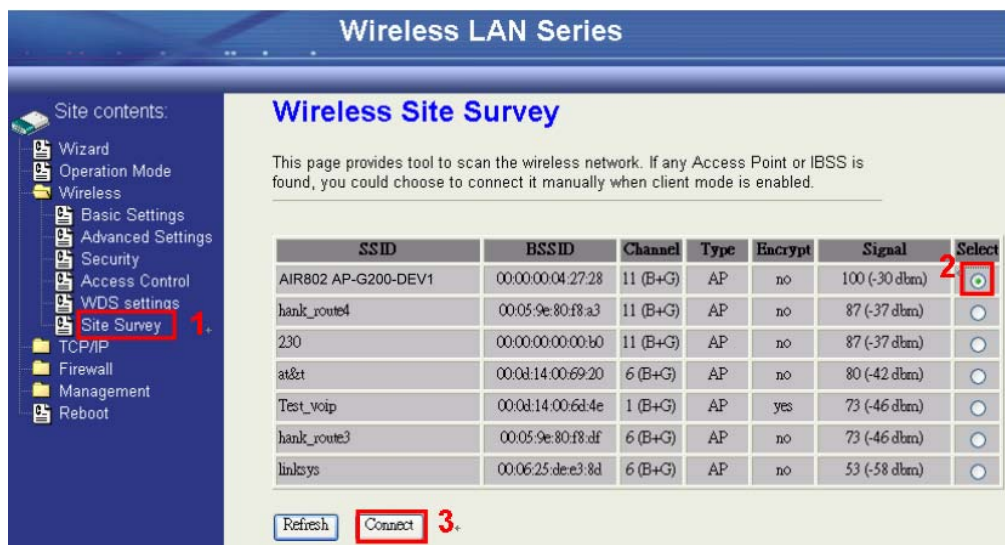 Wireless LAN Series
Site contents:
Wizard
Operation Mode
Wireless
Basic Settings
Advanced Settings
Security
Access Control
WDS settings
Site Survey 1.
TCP/IP
Firewall
Management
Reboot
Wireless Site Survey
This page provides tool to scan the wireless network. If any Access Point or IBSS is
found, you could choose to connect it manually when client mode is enabled.
SSID BSSID Channel Type Encrypt Signal Select
AIR802 AP-G200-DEV1 00:00:00:04:27:28 11 (B+G) AP no 100 (-30 dbm) 2
hank_route4 00:05:9e:80:f8:a3 11 (B+G) AP no 87 (-37 dbm)
230 00:00:00:00:00:b0 11 (B+G) AP no 87 (-37 dbm)
at&t 00:0d:14:00:69:20 6 (B+G) AP no 80 (-42 dbm)
Test_voip 00:0d:14:00:6d:4e 1 (B+G) AP yes 73 (-46 dbm)
hank_route3 00:05:9e:80:f8:df 6 (B+G) AP no 73 (-46 dbm)
linksys 00:06:25:de:e3:8d 6 (B+G) AP no 53 (-58 dbm)
Refresh Connect 3.